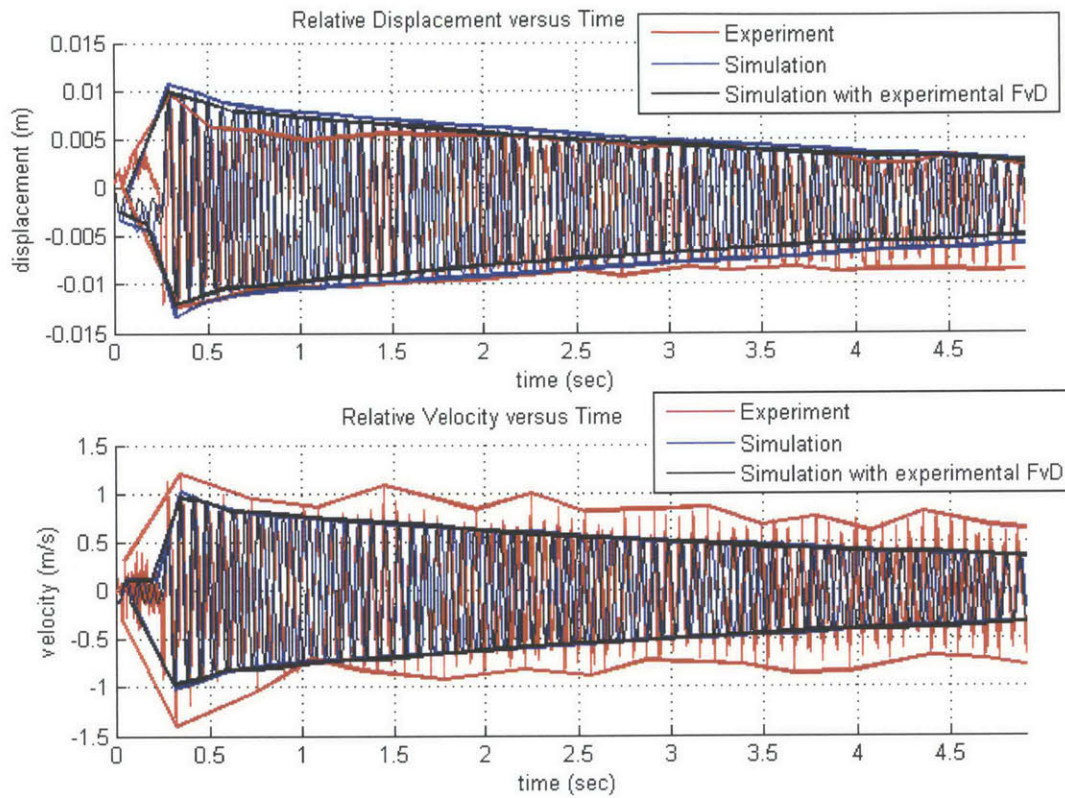 Relative Displacement versus Time
Experiment
Simulation
Simulation with experimental FvD
displacement (m)
0.015
0.01
0.005
0
-0.005
-0.01
-0.015
0 0.5 1 1.5 2 2.5 3 3.5 4 4.5
time (sec)
Relative Velocity versus Time
Experiment
Simulation
Simulation with experimental FvD
velocity (m/s)
1.5
1
0.5
0
-0.5
-1
-1.5
0 0.5 1 1.5 2 2.5 3 3.5 4 4.5
time (sec)